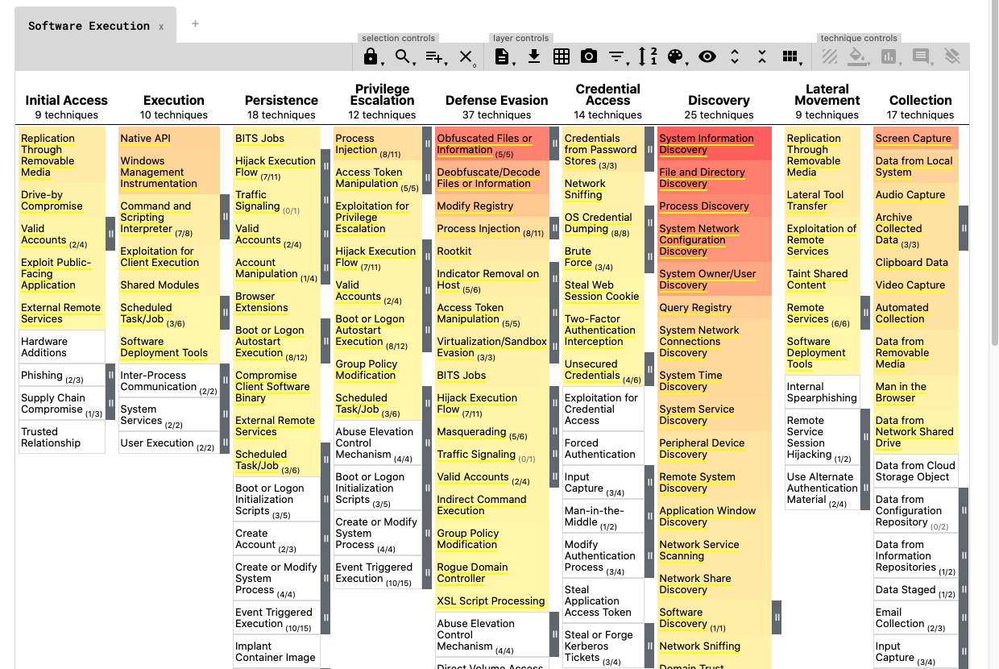 Software Execution x +
selection controls
layer controls
technique controls
Initial Access
9 techniques
Replication
Through
Removable
Media
Drive-by
Compromise
Valid
Accounts (2/4)
Exploit Public-
Facing
Application
External Remote
Services
Hardware
Additions
Phishing (2/3)
Supply Chain
Compromise (1/3)
Trusted
Relationship
Execution
10 techniques
Native API
Windows
Management
Instrumentation
Command and
Scripting
Interpreter (7/8)
Exploitation for
Client Execution
Shared Modules
Scheduled
Task/Job (3/6)
Software
Deployment Tools
Inter-Process
Communication (2/2)
System
Services (2/2)
User Execution (2/2)
Persistence
18 techniques
BITS Jobs
Hijack Execution
Flow (7/11)
Traffic
Signaling (0/1)
Valid
Accounts (2/4)
Account
Manipulation (1/4)
Browser
Extensions
Boot or Logon
Autostart
Execution (8/12)
Compromise
Client Software
Binary
External Remote
Services
Scheduled
Task/Job (3/6)
Boot or Logon
Initialization
Scripts (3/5)
Create
Account (2/3)
Create or Modify
System
Process (4/4)
Event Triggered
Execution (10/15)
Implant
Container Image
Privilege
Escalation
12 techniques
Process
Injection (8/11)
Access Token
Manipulation (5/5)
Exploitation for
Privilege
Escalation
Hijack Execution
Flow (7/11)
Valid
Accounts (2/4)
Boot or Logon
Autostart
Execution (8/12)
Group Policy
Modification
Scheduled
Task/Job (3/6)
Abuse Elevation
Control
Mechanism (4/4)
Boot or Logon
Initialization
Scripts (3/5)
Create or Modify
System
Process (4/4)
Event Triggered
Execution (10/15)
Defense Evasion
37 techniques
Obfuscated Files or
Information (5/5)
Deobfuscate/Decode
Files or Information
Modify Registry
Process Injection (8/11)
Rootkit
Indicator Removal on
Host (5/6)
Access Token
Manipulation (5/5)
Virtualization/Sandbox
Evasion (3/3)
BITS Jobs
Hijack Execution
Flow (7/11)
Masquerading (5/6)
Traffic Signaling (0/1)
Valid Accounts (2/4)
Indirect Command
Execution
Group Policy
Modification
Rogue Domain
Controller
XSL Script Processing
Abuse Elevation
Control
Mechanism (4/4)
Direct Volume Access
Credential
Access
14 techniques
Credentials
from Password
Stores (3/3)
Network
Sniffing
OS Credential
Dumping (8/8)
Brute
Force (3/4)
Steal Web
Session Cookie
Two-Factor
Authentication
Interception
Unsecured
Credentials (4/6)
Exploitation for
Credential
Access
Forced
Authentication
Input
Capture (3/4)
Man-in-the-
Middle (1/2)
Modify
Authentication
Process (3/4)
Steal
Application
Access Token
Steal or Forge
Kerberos
Tickets (3/4)
Discovery
25 techniques
System Information
Discovery
File and Directory
Discovery
Process Discovery
System Network
Configuration
Discovery
System Owner/User
Discovery
Query Registry
System Network
Connections
Discovery
System Time
Discovery
System Service
Discovery
Peripheral Device
Discovery
Remote System
Discovery
Application Window
Discovery
Network Service
Scanning
Network Share
Discovery
Software
Discovery (1/1)
Network Sniffing
Domain Trust
Lateral
Movement
9 techniques
Replication
Through
Removable
Media
Lateral Tool
Transfer
Exploitation of
Remote
Services
Taint Shared
Content
Remote
Services (6/6)
Software
Deployment
Tools
Internal
Spearphishing
Remote
Service
Session
Hijacking (1/2)
Use Alternate
Authentication
Material (2/4)
Collection
17 techniques
Screen Capture
Data from Local
System
Audio Capture
Archive
Collected
Data (3/3)
Clipboard Data
Video Capture
Automated
Collection
Data from
Removable
Media
Man in the
Browser
Data from
Network Shared
Drive
Data from Cloud
Storage Object
Data from
Configuration
Repository (0/2)
Data from
Information
Repositories (1/2)
Data Staged (1/2)
Email
Collection (2/3)
Input
Capture (3/4)